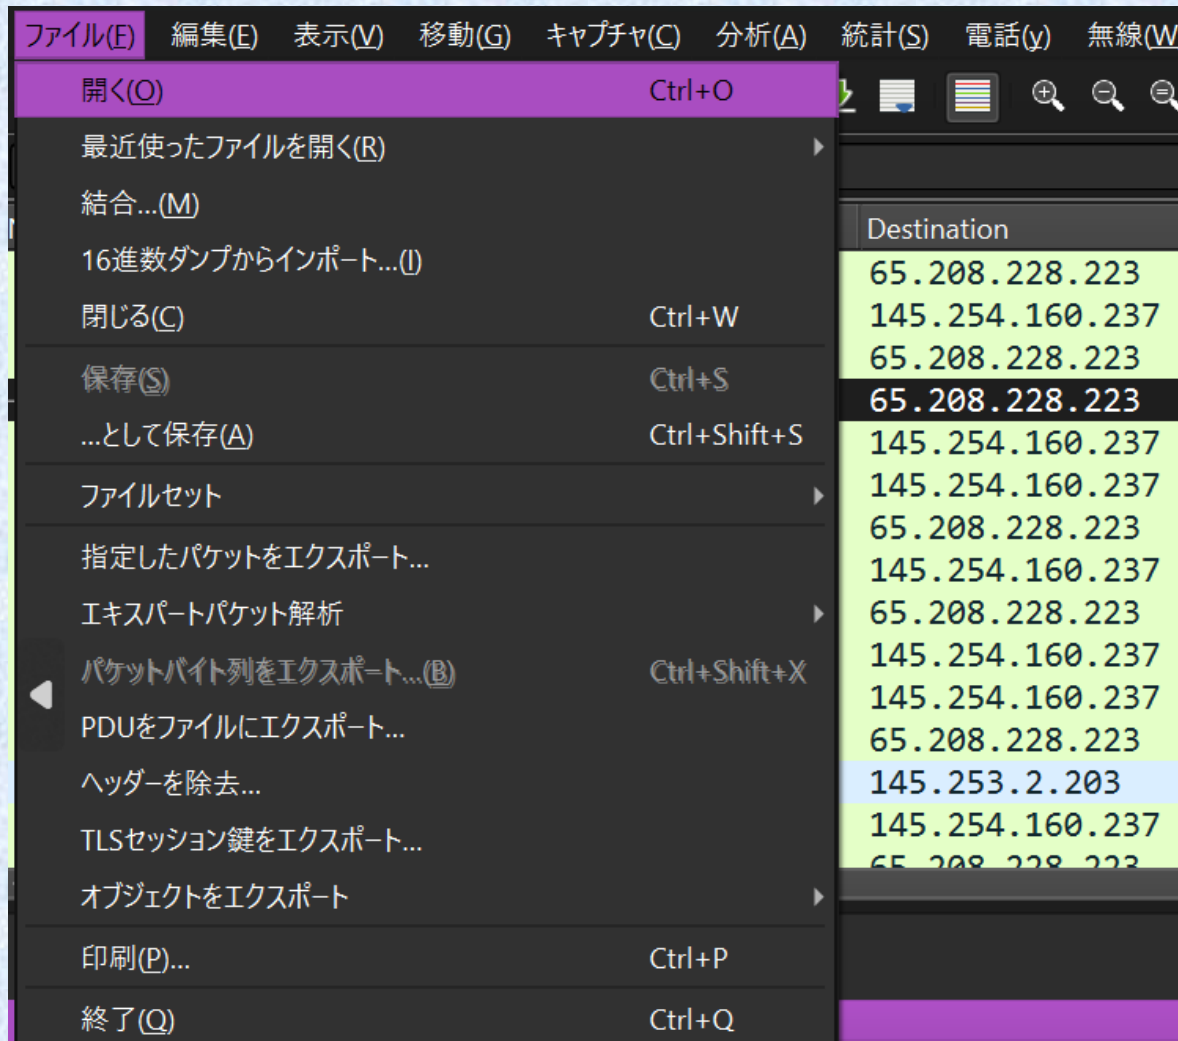 ファイル(F) 編集(E) 表示(V) 移動(G) キャプチャ(C) 分析(A) 統計(S) 電話(y) 無線(W
開く(O) Ctrl+O
最近使ったファイルを開く(R)
結合...(M)
16進数ダンプからインポート...(I)
閉じる(C) Ctrl+W
保存(S) Ctrl+S
...として保存(A) Ctrl+Shift+S
ファイルセット
指定したパケットをエクスポート...
エキスパートパケット解析
パケットバイト列をエクスポート...(B) Ctrl+Shift+X
PDUをファイルにエクスポート...
ヘッダーを除去...
TLSセッション鍵をエクスポート...
オブジェクトをエクスポート
印刷(P)... Ctrl+P
終了(Q) Ctrl+Q
Destination
65.208.228.223
145.254.160.237
65.208.228.223
65.208.228.223
145.254.160.237
145.254.160.237
65.208.228.223
145.254.160.237
65.208.228.223
145.254.160.237
145.254.160.237
65.208.228.223
145.253.2.203
145.254.160.237
65.208.228.223